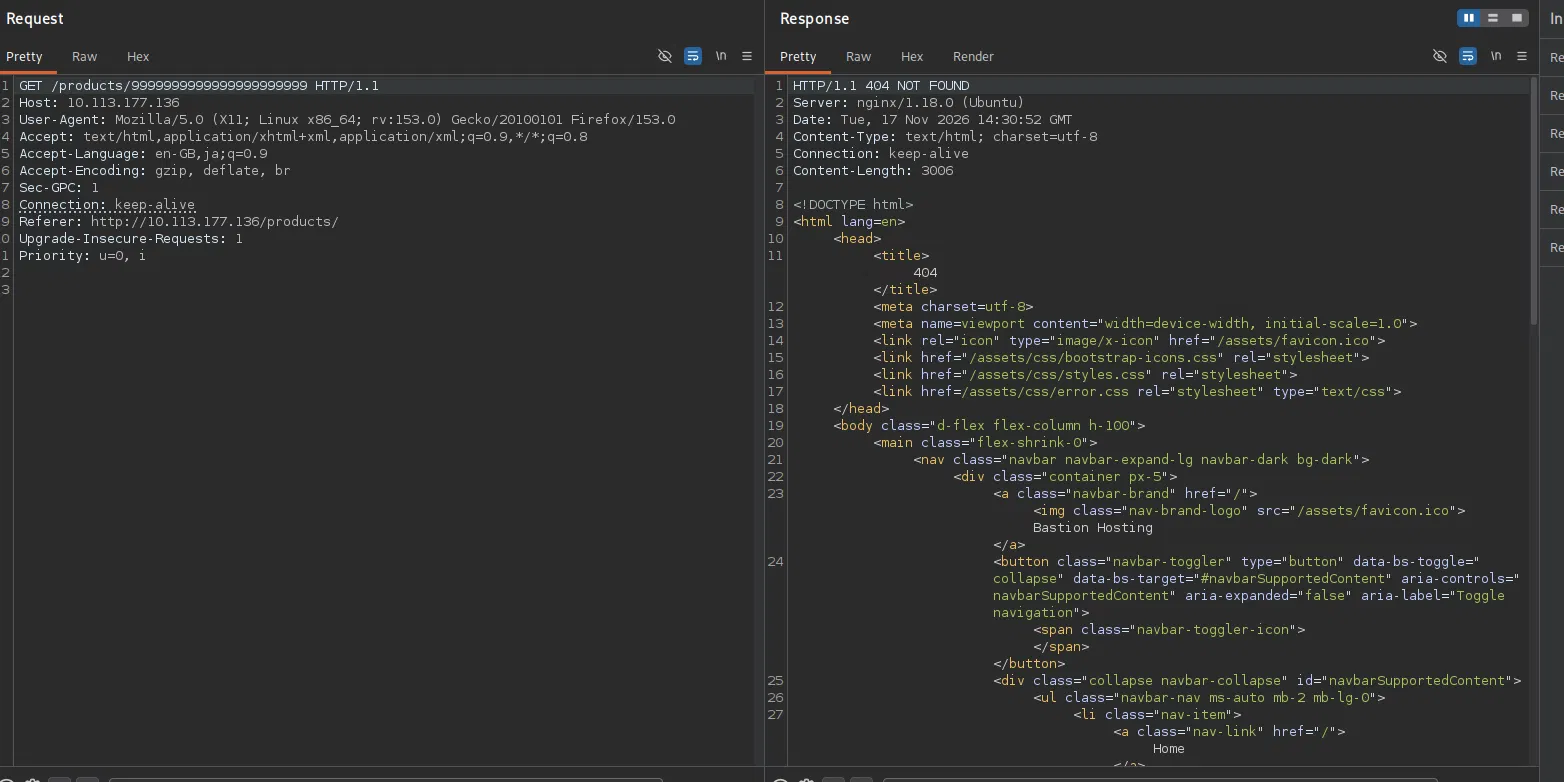 Request
Pretty Raw Hex \n
1 GET /products/9999999999999999999999 HTTP/1.1
2 Host: 10.113.177.136
3 User-Agent: Mozilla/5.0 (X11; Linux x86_64; rv:153.0) Gecko/20100101 Firefox/153.0
4 Accept: text/html,application/xhtml+xml,application/xml;q=0.9,*/*;q=0.8
5 Accept-Language: en-GB,ja;q=0.9
6 Accept-Encoding: gzip, deflate, br
7 Sec-GPC: 1
8 Connection: keep-alive
9 Referer: http://10.113.177.136/products/
0 Upgrade-Insecure-Requests: 1
1 Priority: u=0, i
2
3
Response
Pretty Raw Hex Render \n
1 HTTP/1.1 404 NOT FOUND
2 Server: nginx/1.18.0 (Ubuntu)
3 Date: Tue, 17 Nov 2026 14:30:52 GMT
4 Content-Type: text/html; charset=utf-8
5 Connection: keep-alive
6 Content-Length: 3006
7
8 <!DOCTYPE html>
9 <html lang=en>
10 <head>
11 <title>
404
</title>
12 <meta charset=utf-8>
13 <meta name=viewport content="width=device-width, initial-scale=1.0">
14 <link rel="icon" type="image/x-icon" href="/assets/favicon.ico">
15 <link href="/assets/css/bootstrap-icons.css" rel="stylesheet">
16 <link href="/assets/css/styles.css" rel="stylesheet">
17 <link href=/assets/css/error.css rel="stylesheet" type="text/css">
18 </head>
19 <body class="d-flex flex-column h-100">
20 <main class="flex-shrink-0">
21 <nav class="navbar navbar-expand-lg navbar-dark bg-dark">
22 <div class="container px-5">
23 <a class="navbar-brand" href="/">
<img class="nav-brand-logo" src="/assets/favicon.ico">
Bastion Hosting
</a>
24 <button class="navbar-toggler" type="button" data-bs-toggle="
collapse" data-bs-target="#navbarSupportedContent" aria-controls="
navbarSupportedContent" aria-expanded="false" aria-label="Toggle
navigation">
<span class="navbar-toggler-icon">
</span>
</button>
25 <div class="collapse navbar-collapse" id="navbarSupportedContent">
26 <ul class="navbar-nav ms-auto mb-2 mb-lg-0">
27 <li class="nav-item">
<a class="nav-link" href="/">
Home
</a>
In
Re
Re
Re
Re
Re
Re